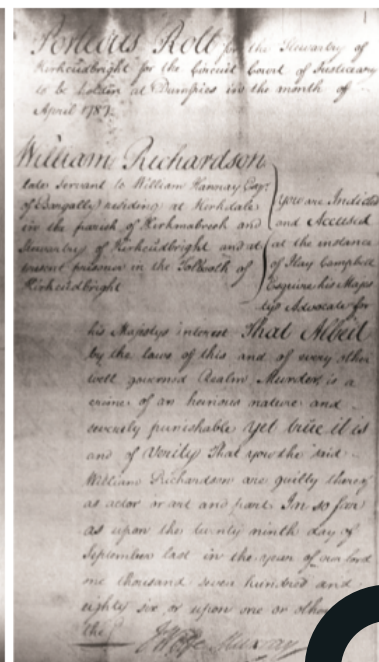 Porteous Roll for the Stewartry of
Kirkcudbright for the Circuit Court of Justiciary
to be holden at Dumfries in the month of
April 1787.
William Richardson
late Servant to William Hannay Esqr.
of Bargally residing at Kirkdale
in the parish of Kirkmabreck and
Stewartry of Kirkcudbright and at
present prisoner in the Tolbooth of
Kirkcudbright
You are Indicted
and Accused
at the instance
of Ilay Campbell
Esquire his Majes
tys Advocate for
his Majestys interest That Albeit
by the laws of this and of every other
well governed Realm Murder is a
crime of an heinous nature and
severely punishable Yet true it is
and of Verity That you the said
William Richardson are guilty thereof
as actor or art and part In so far
as upon the twenty ninth day of
September last in the year of our lord
one thousand seven hundred and
eighty six or upon one or other
the
Murray